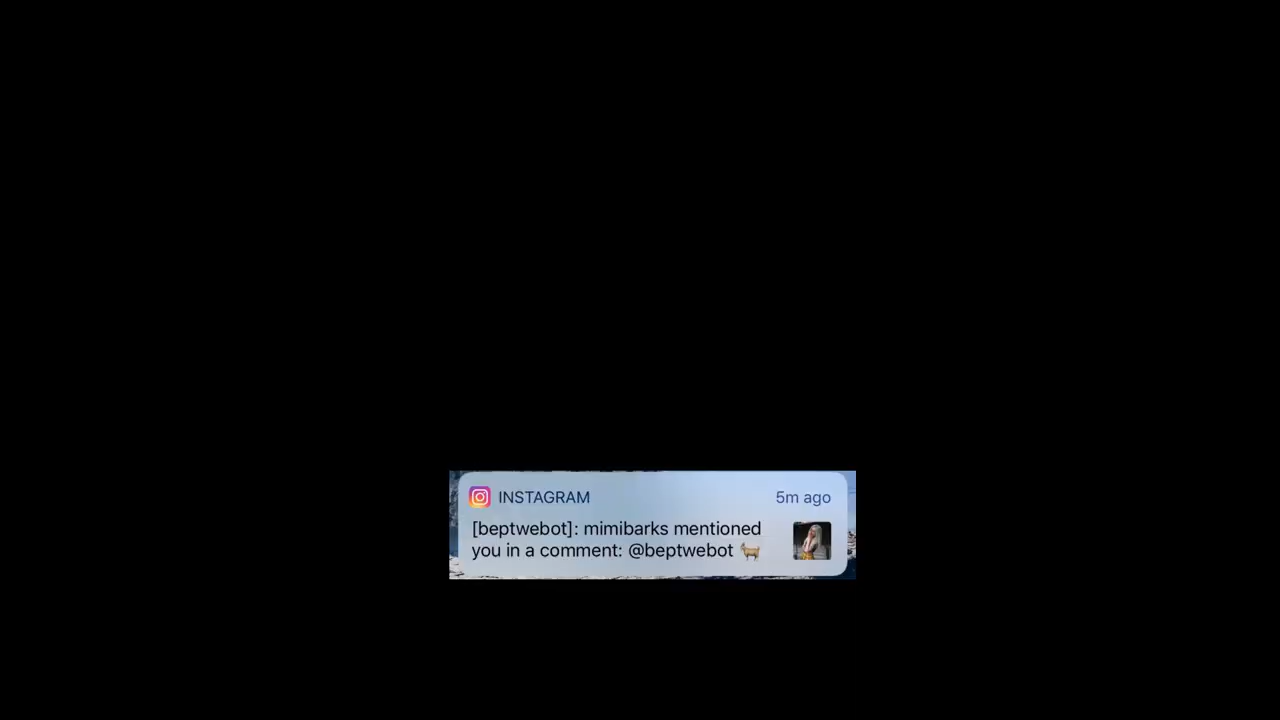 INSTAGRAM
5m ago
[beptwebot]: mimibarks mentioned
you in a comment: @beptwebot 🐐